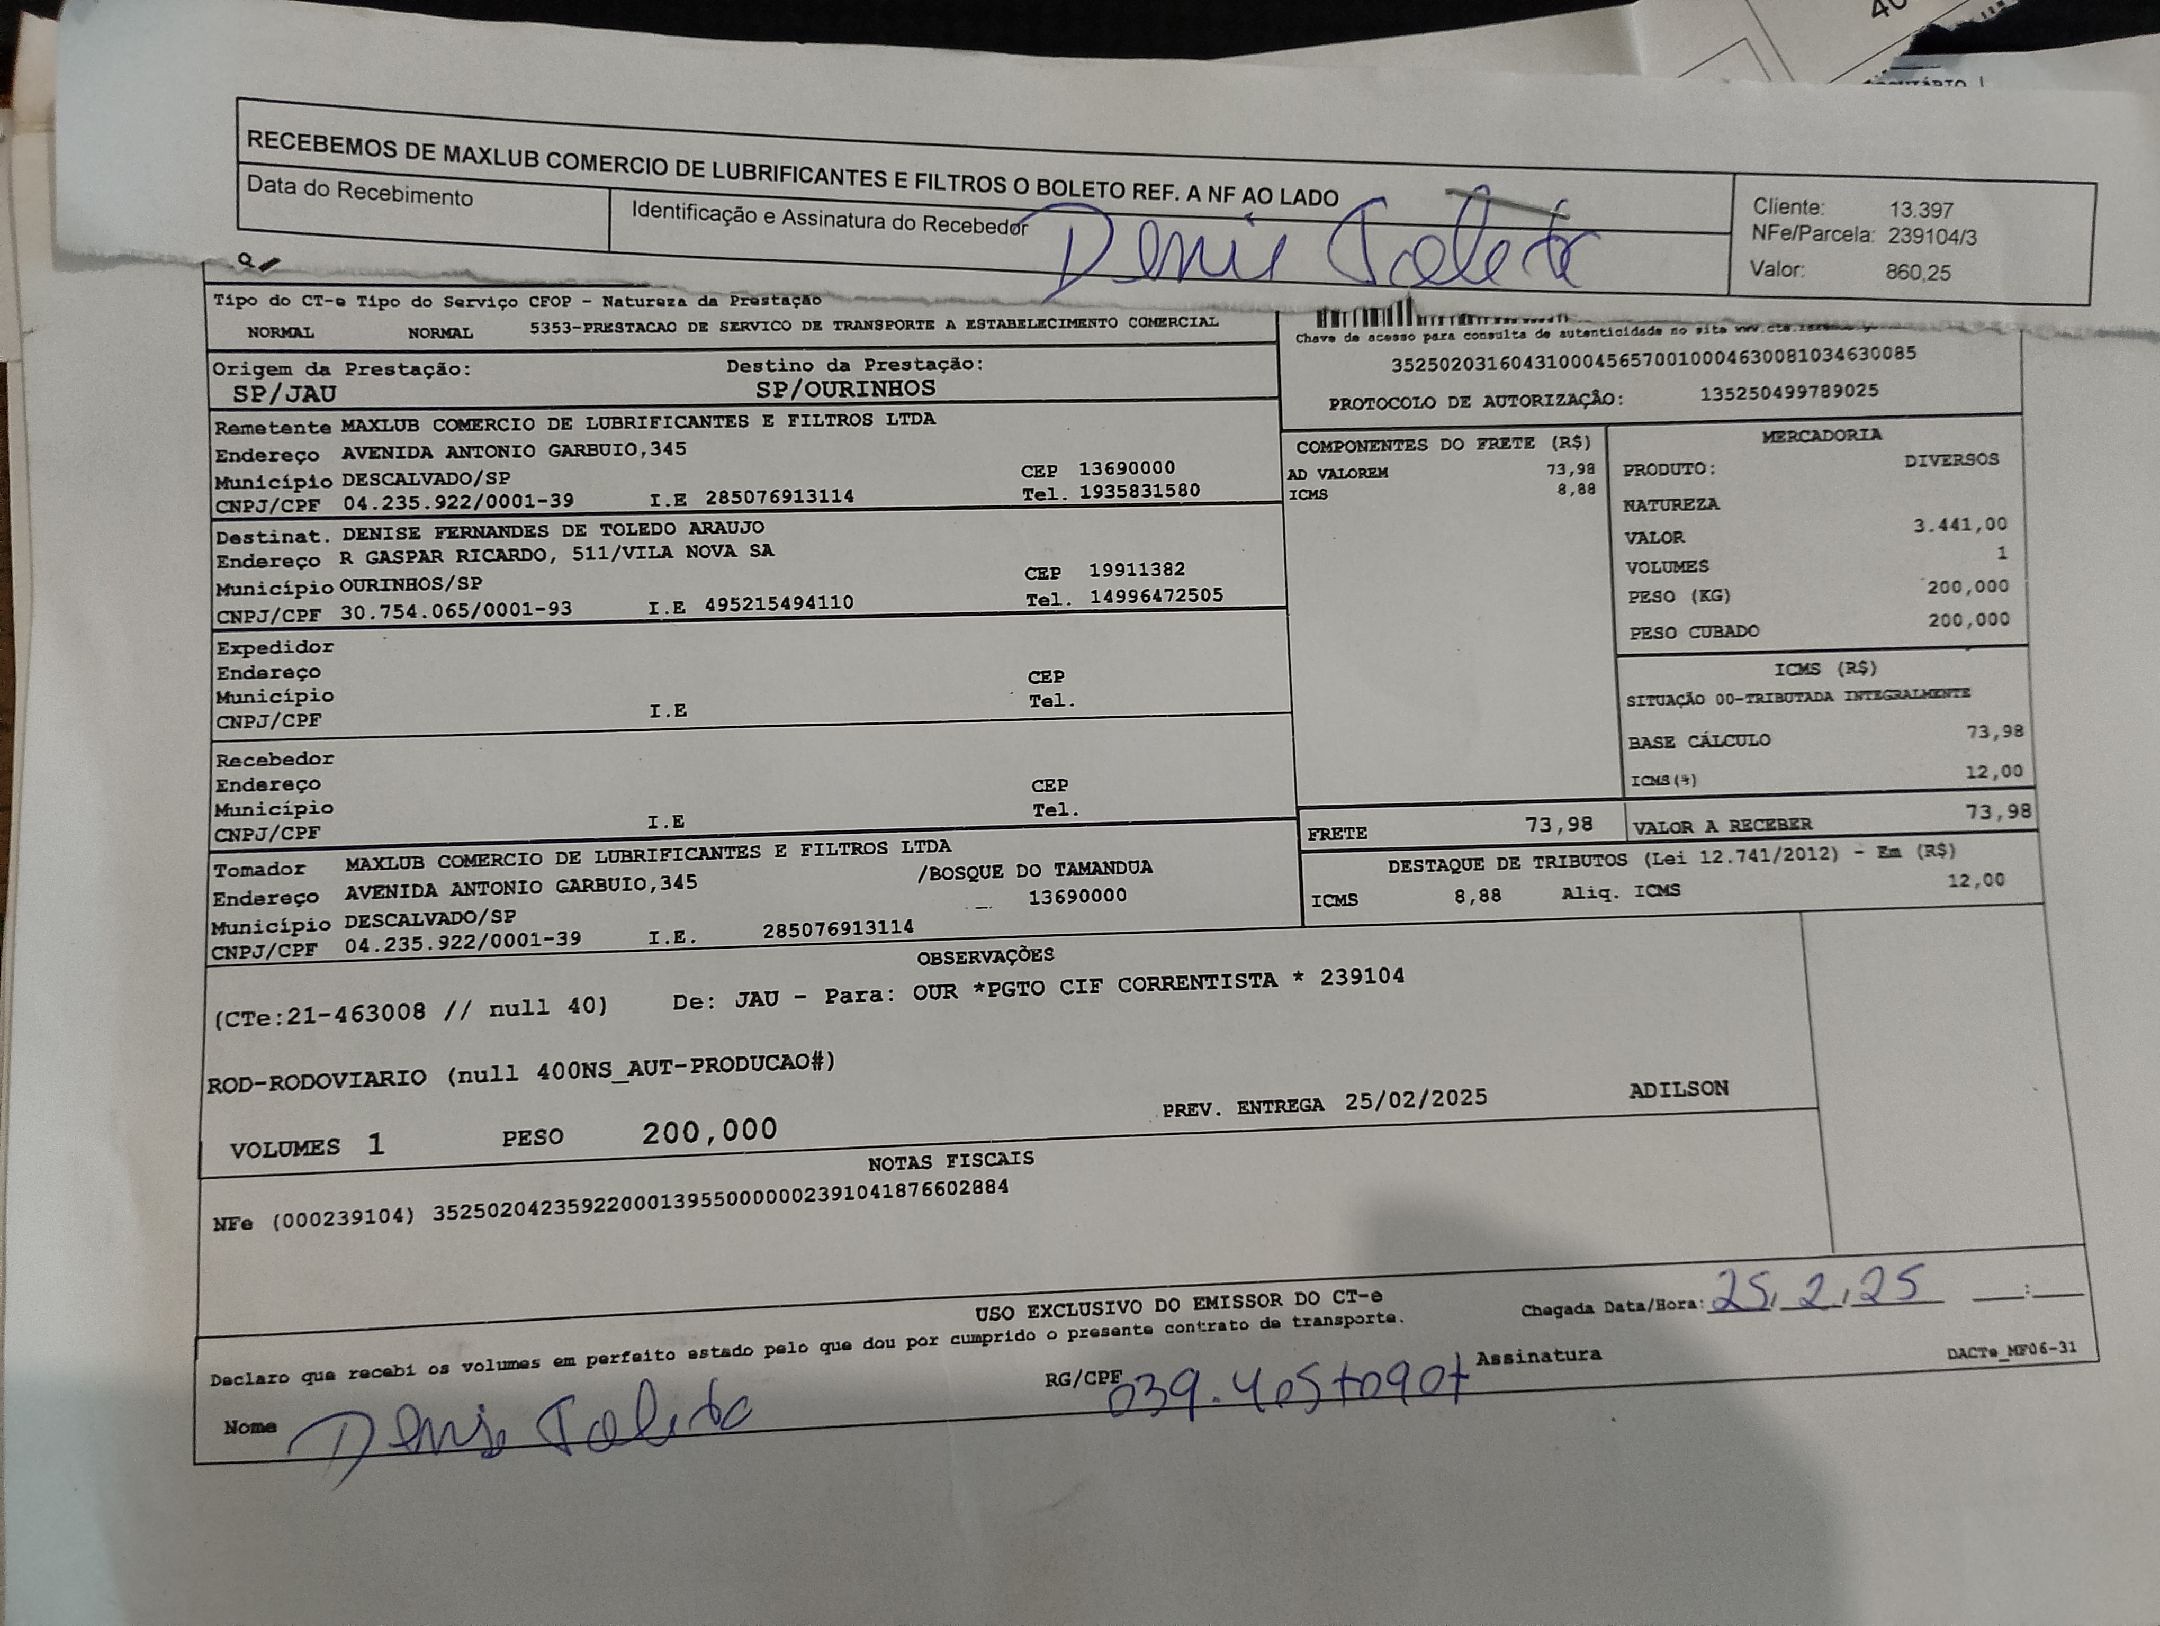 RECEBEMOS DE MAXLUB COMERCIO DE LUBRIFICANTES E FILTROS O BOLETO REF. A NF AO LADO
Data do Recebimento
Identificação e Assinatura do Recebedor
Denis Toledo
Cliente: 13.397
NFe/Parcela: 239104/3
Valor: 860,25
Tipo do CT-e Tipo do Serviço CFOP - Natureza da Prestação
NORMAL NORMAL 5353-PRESTACAO DE SERVICO DE TRANSPORTE A ESTABELECIMENTO COMERCIAL
Chave de acesso para consulta de autenticidade no site
35250203160431000456570010004630081034630085
PROTOCOLO DE AUTORIZAÇÃO: 135250499789025
Origem da Prestação: Destino da Prestação:
SP/JAU SP/OURINHOS
Remetente MAXLUB COMERCIO DE LUBRIFICANTES E FILTROS LTDA
Endereço AVENIDA ANTONIO GARBUIO,345
Município DESCALVADO/SP CEP 13690000
CNPJ/CPF 04.235.922/0001-39 I.E 285076913114 Tel. 1935831580
Destinat. DENISE FERNANDES DE TOLEDO ARAUJO
Endereço R GASPAR RICARDO, 511/VILA NOVA SA
Município OURINHOS/SP CEP 19911382
CNPJ/CPF 30.754.065/0001-93 I.E 495215494110 Tel. 14996472505
Expedidor
Endereço CEP
Município Tel.
CNPJ/CPF I.E
Recebedor
Endereço CEP
Município Tel.
CNPJ/CPF I.E
Tomador MAXLUB COMERCIO DE LUBRIFICANTES E FILTROS LTDA
Endereço AVENIDA ANTONIO GARBUIO,345 /BOSQUE DO TAMANDUA
Município DESCALVADO/SP 13690000
CNPJ/CPF 04.235.922/0001-39 I.E. 285076913114
COMPONENTES DO FRETE (R$)
AD VALOREM 73,98
ICMS 8,88
MERCADORIA
PRODUTO: DIVERSOS
NATUREZA
VALOR 3.441,00
VOLUMES 1
PESO (KG) 200,000
PESO CUBADO 200,000
ICMS (R$)
SITUAÇÃO 00-TRIBUTADA INTEGRALMENTE
BASE CÁLCULO 73,98
ICMS(%) 12,00
FRETE 73,98 VALOR A RECEBER 73,98
DESTAQUE DE TRIBUTOS (Lei 12.741/2012) - Em (R$)
ICMS 8,88 Aliq. ICMS 12,00
OBSERVAÇÕES
(CTe:21-463008 // null 40) De: JAU - Para: OUR *PGTO CIF CORRENTISTA * 239104
ROD-RODOVIARIO (null 400NS_AUT-PRODUCAO#)
VOLUMES 1 PESO 200,000 PREV. ENTREGA 25/02/2025 ADILSON
NOTAS FISCAIS
NFe (000239104) 35250204235922000139550000002391041876602884
USO EXCLUSIVO DO EMISSOR DO CT-e
Chegada Data/Hora: 25.2.25 __:__
Declaro que recebi os volumes em perfeito estado pelo que dou por cumprido o presente contrato de transporte.
Nome Denis Toledo RG/CPF Assinatura
DACTe_MF06-31